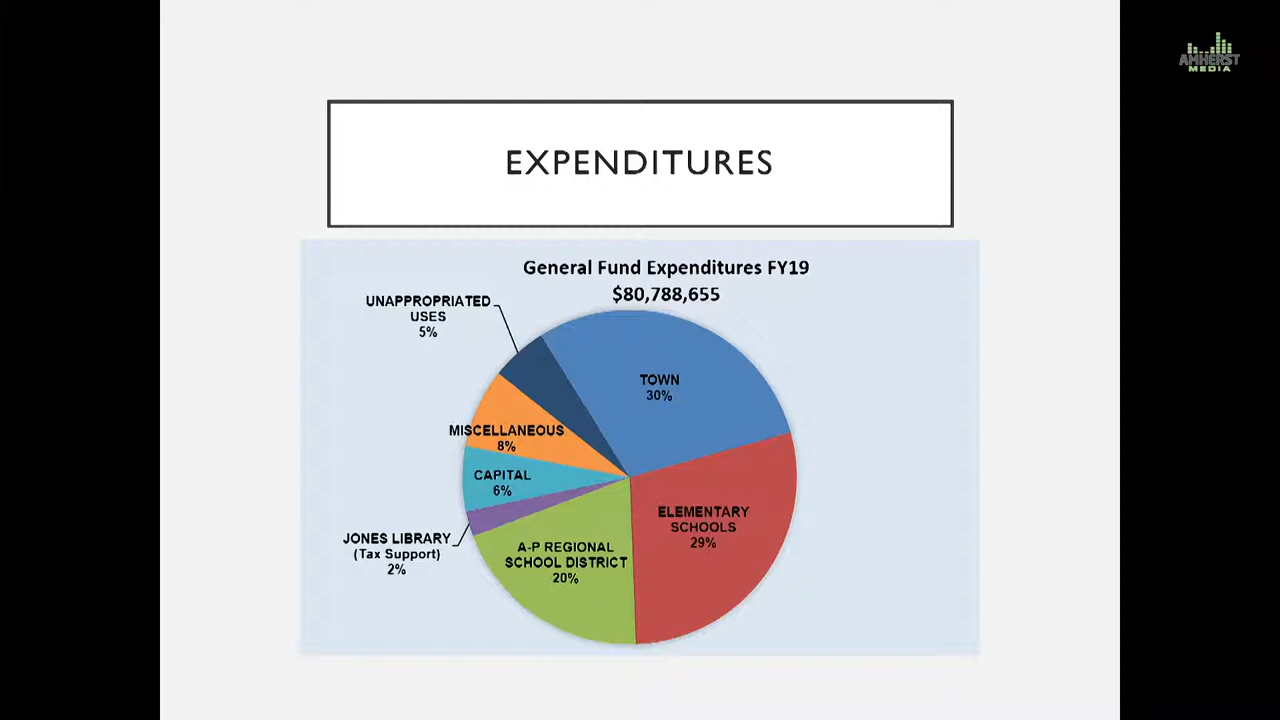 AMHERST
MEDIA
EXPENDITURES
General Fund Expenditures FY19
$80,788,655
UNAPPROPRIATED
USES
5%
TOWN
30%
MISCELLANEOUS
8%
CAPITAL
6%
ELEMENTARY
SCHOOLS
29%
JONES LIBRARY
(Tax Support)
2%
A-P REGIONAL
SCHOOL DISTRICT
20%